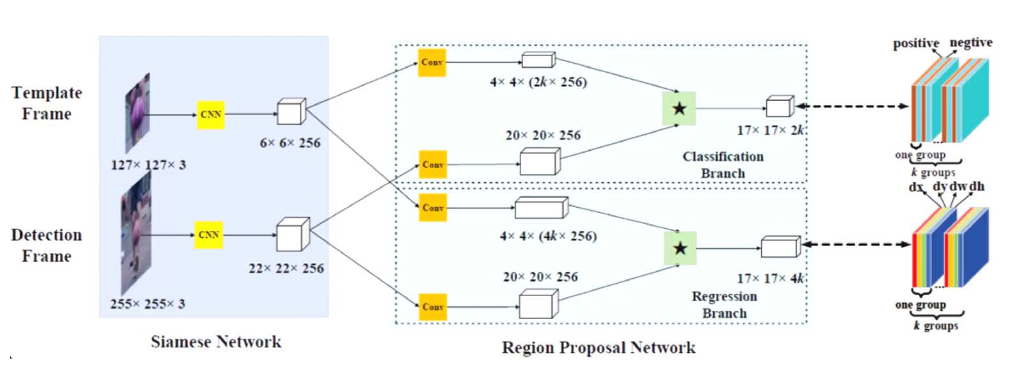 Template
Frame
CNN
127× 127× 3
6× 6× 256
Detection
Frame
CNN
255× 255× 3
22× 22× 256
Siamese Network
Conv
4× 4× (2k× 256)
20× 20× 256
Conv
★
17× 17× 2k
Classification
Branch
Conv
4× 4× (4k× 256)
20× 20× 256
Conv
★
17× 17× 4k
Regression
Branch
Region Proposal Network
positive negtive
one group
k groups
dx dy dw dh
one group
k groups